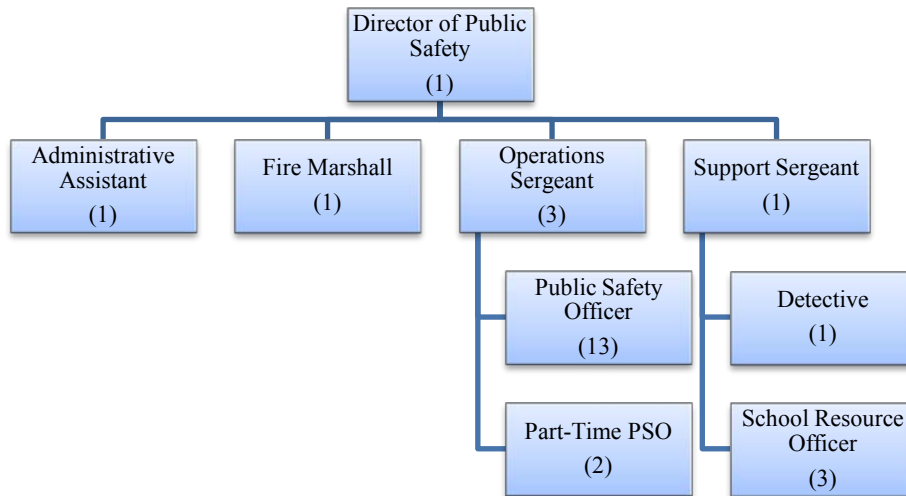 Director of Public
Safety
(1)
Administrative
Assistant
(1)
Fire Marshall
(1)
Operations
Sergeant
(3)
Support Sergeant
(1)
Public Safety
Officer
(13)
Detective
(1)
Part-Time PSO
(2)
School Resource
Officer
(3)